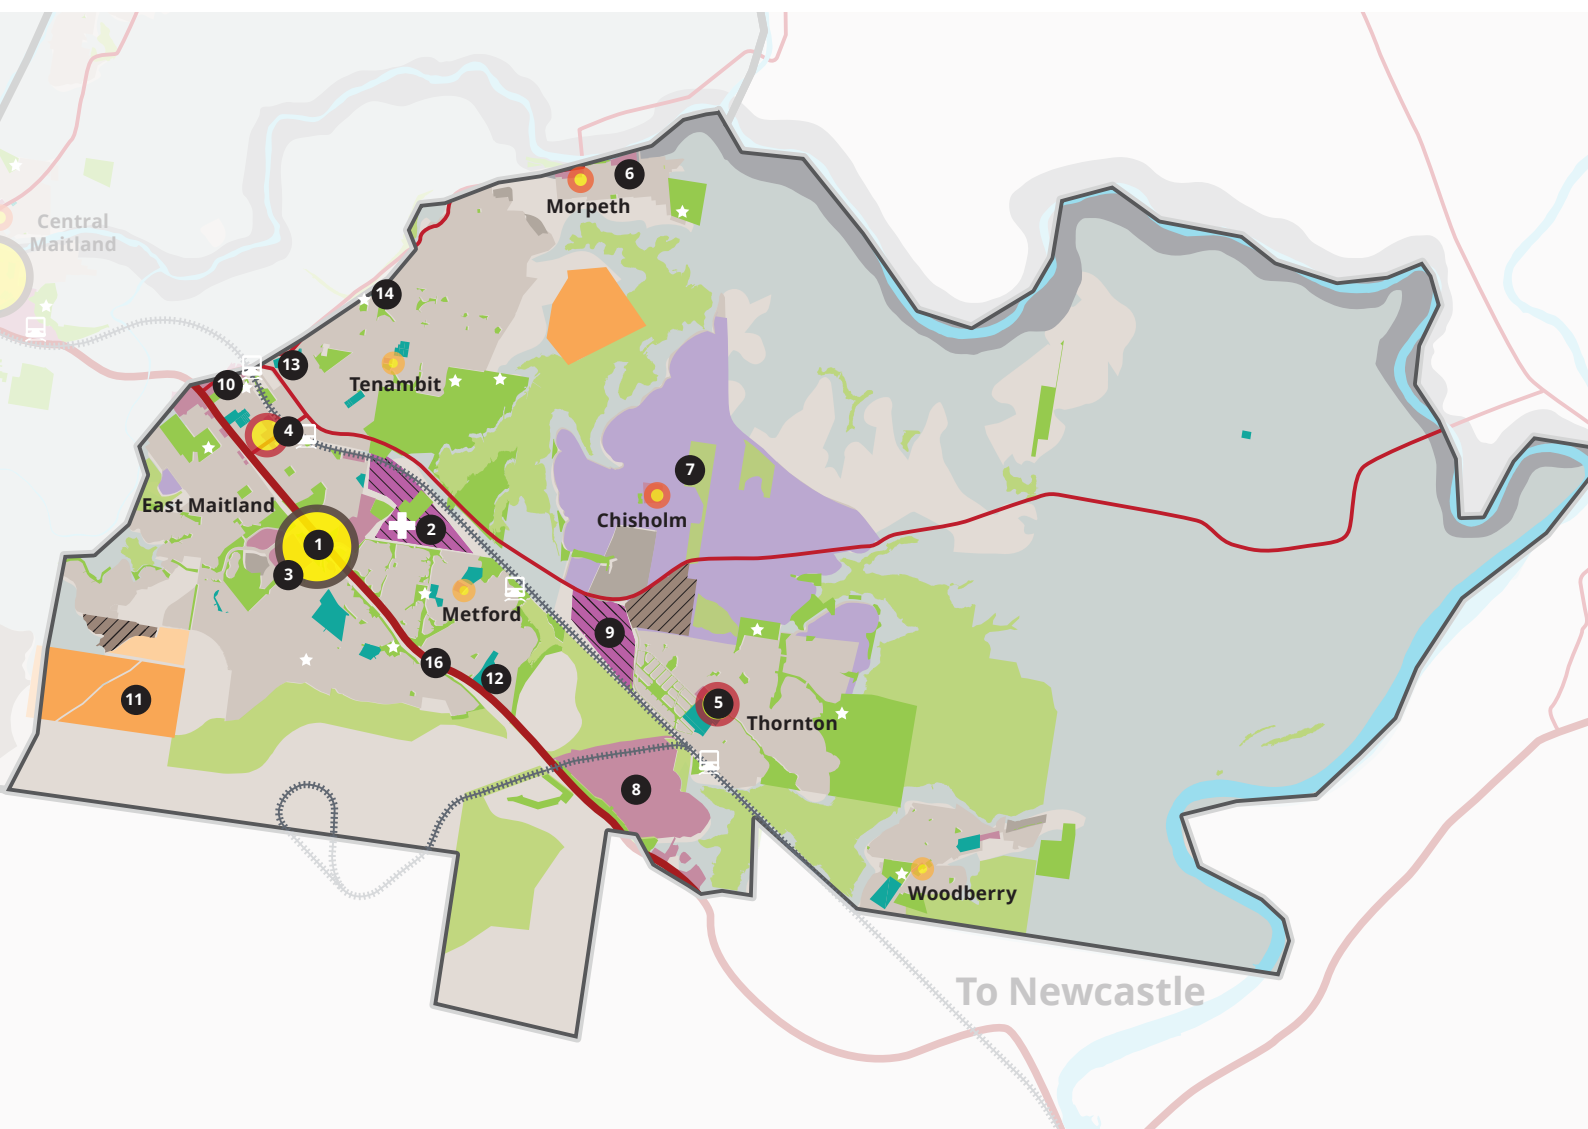 6
Morpeth
Central
Maitland
14
13
10
Tenambit
4
7
East Maitland
Chisholm
2
1
3
Metford
9
16
12
11
5
Thornton
8
Woodberry
To Newcastle